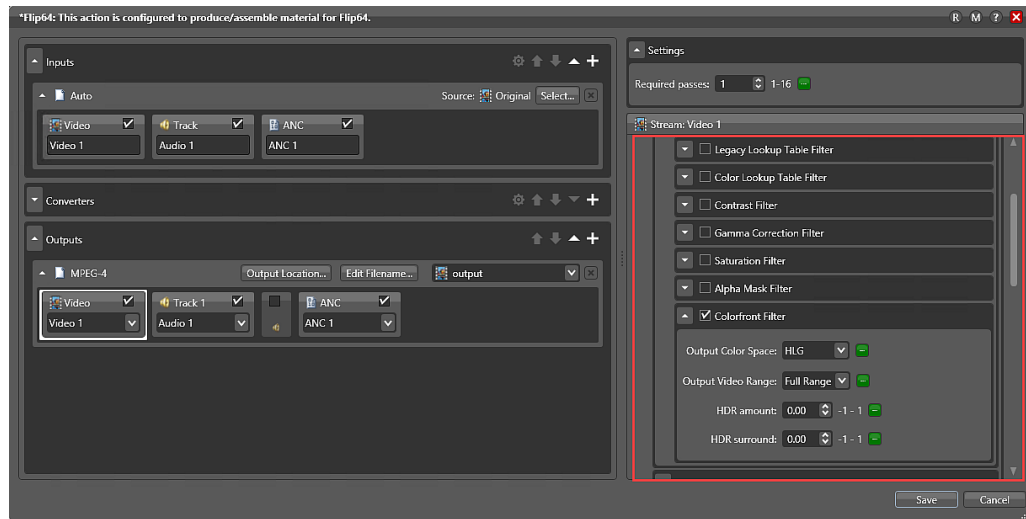 *Flip64: This action is configured to produce/assemble material for Flip64.
R M ?
Inputs
Auto
Source: Original Select...
Video Track ANC
Video 1 Audio 1 ANC 1
Converters
Outputs
MPEG-4 Output Location... Edit Filename... output
Video Track 1 ANC
Video 1 Audio 1 ANC 1
Settings
Required passes: 1 1-16
Stream: Video 1
Legacy Lookup Table Filter
Color Lookup Table Filter
Contrast Filter
Gamma Correction Filter
Saturation Filter
Alpha Mask Filter
Colorfront Filter
Output Color Space: HLG
Output Video Range: Full Range
HDR amount: 0.00 -1 - 1
HDR surround: 0.00 -1 - 1
Save Cancel